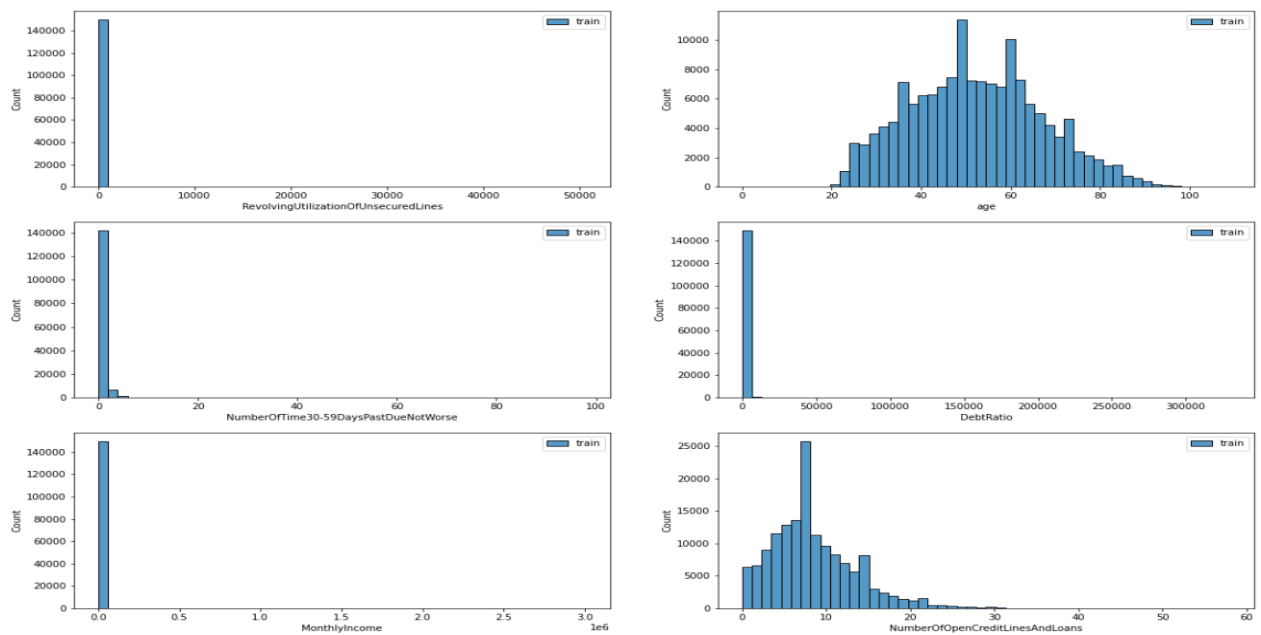 train
Count
140000
120000
100000
80000
60000
40000
20000
0
0 10000 20000 30000 40000 50000
RevolvingUtilizationOfUnsecuredLines
train
Count
10000
8000
6000
4000
2000
0
0 20 40 60 80 100
age
train
Count
140000
120000
100000
80000
60000
40000
20000
0
0 20 40 60 80 100
NumberOfTime30-59DaysPastDueNotWorse
train
Count
140000
120000
100000
80000
60000
40000
20000
0
0 50000 100000 150000 200000 250000 300000
DebtRatio
train
Count
140000
120000
100000
80000
60000
40000
20000
0
0.0 0.5 1.0 1.5 2.0 2.5 3.0
1e6
MonthlyIncome
train
Count
25000
20000
15000
10000
5000
0
0 10 20 30 40 50 60
NumberOfOpenCreditLinesAndLoans